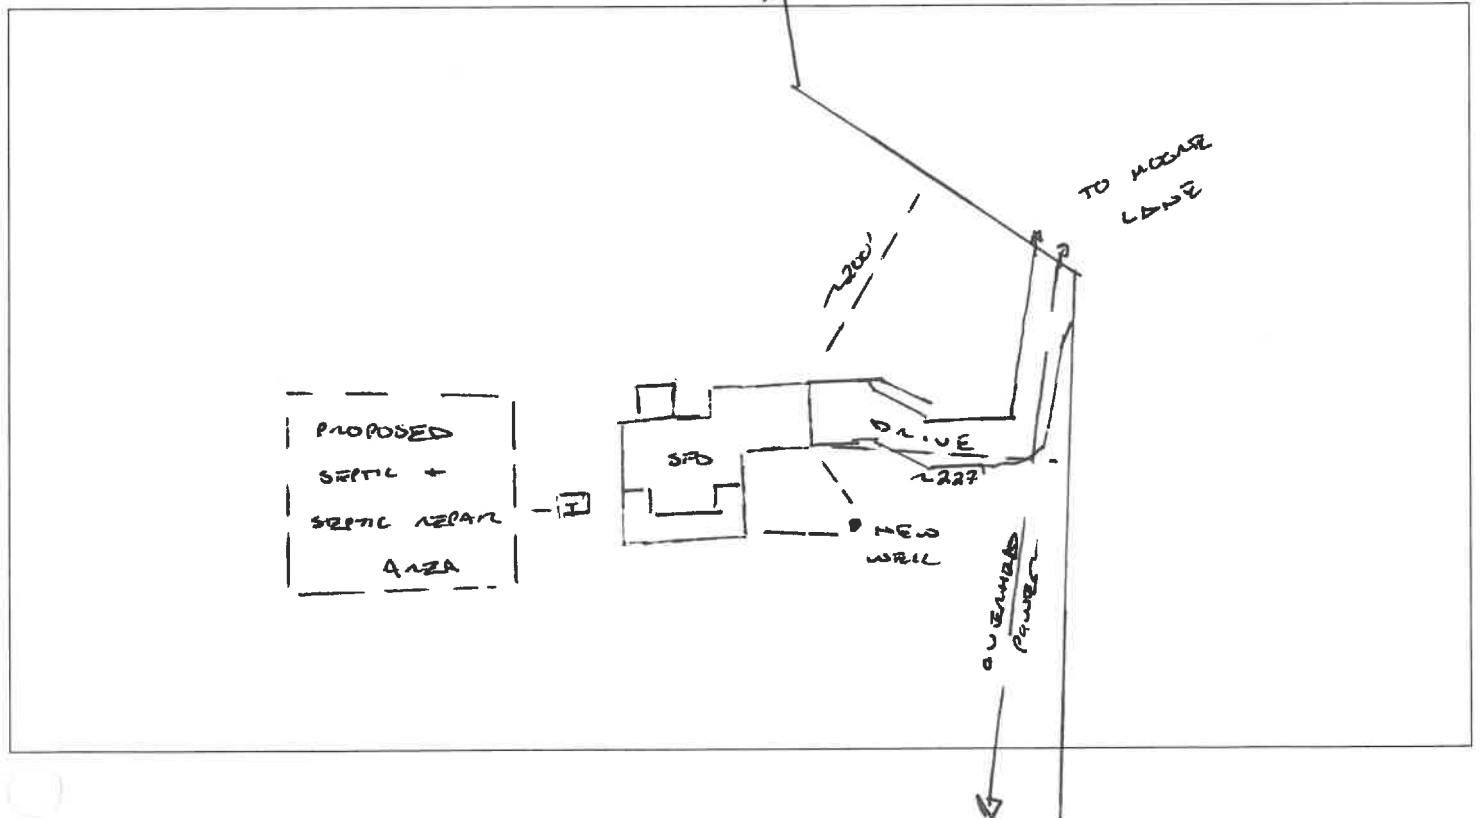 TO MOORE
LANE
~200'
PROPOSED
SEPTIC +
SEPTIC REPAIR
AREA
T
SFD
DRIVE
~227'
NEW
WELL
OVERHEAD
POWER